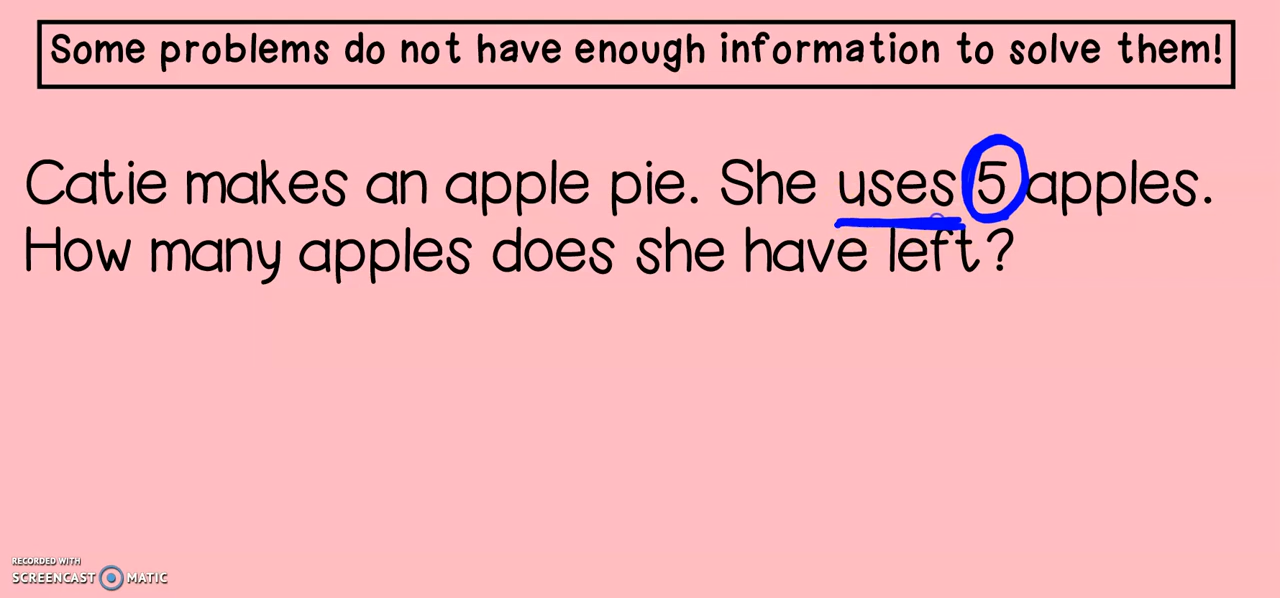 Some problems do not have enough information to solve them!
Catie makes an apple pie. She uses 5 apples.
How many apples does she have left?
RECORDED WITH
SCREENCAST MATIC